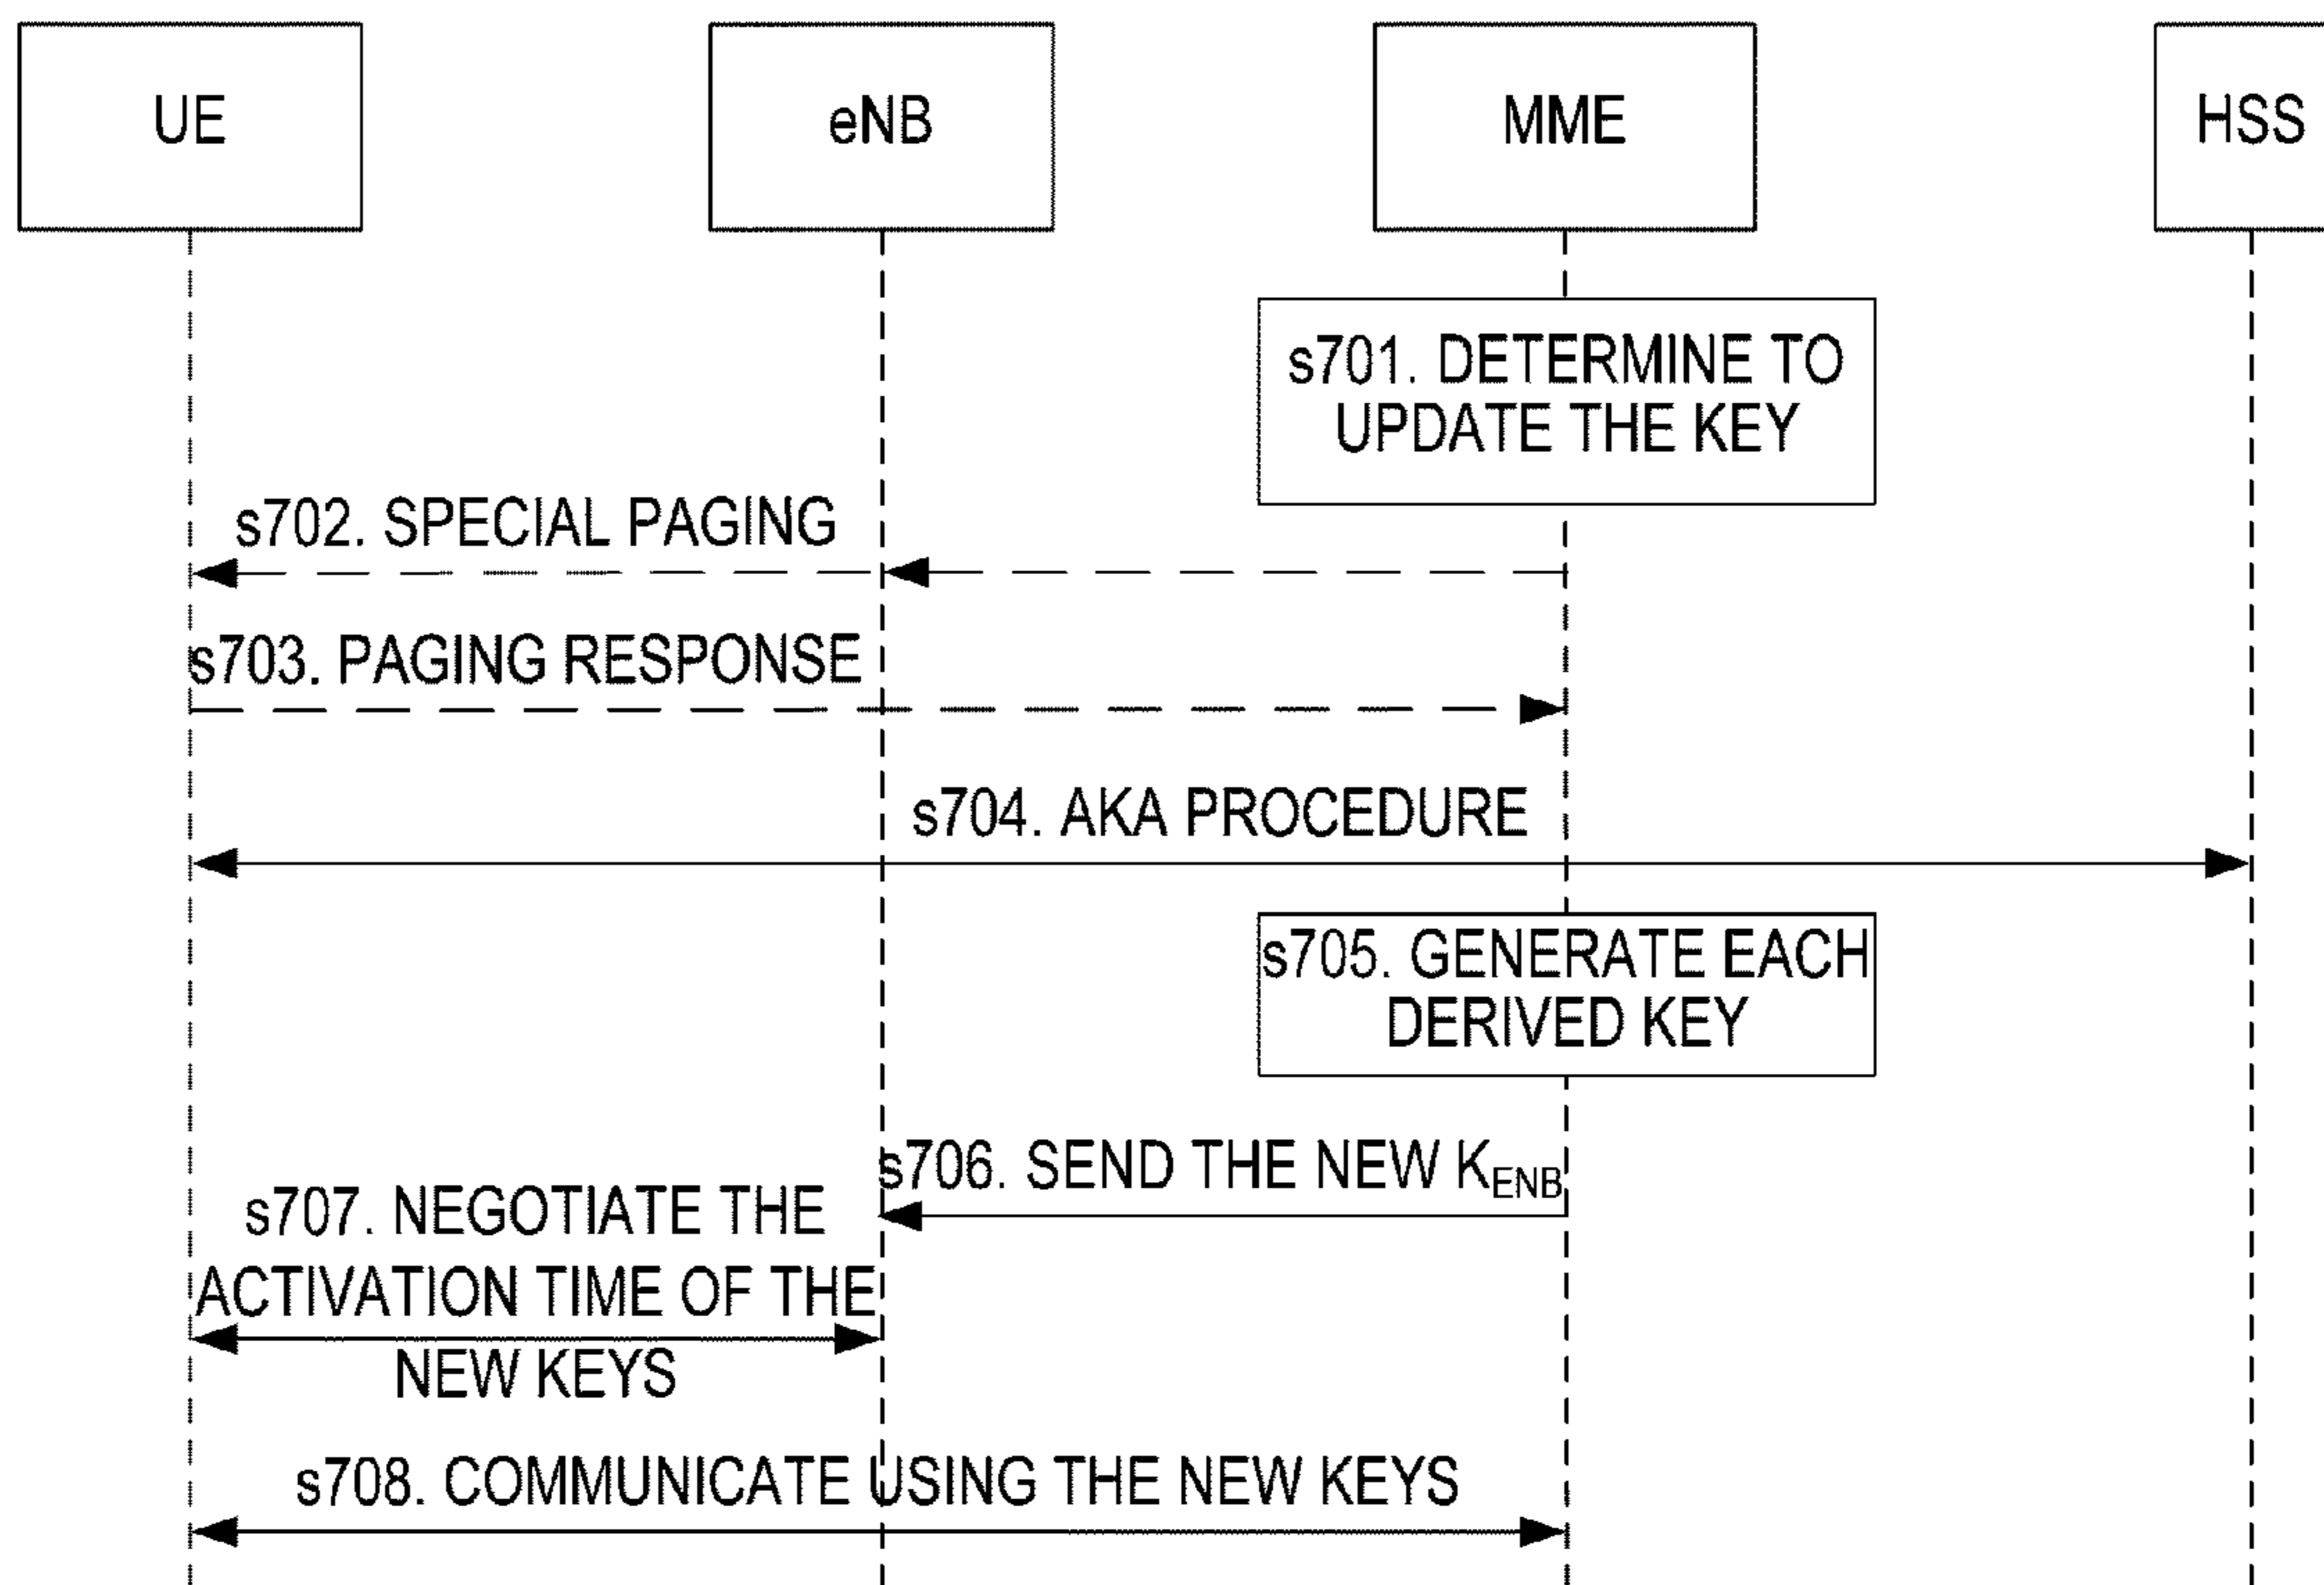 UE
eNB
MME
HSS
s701. DETERMINE TO
UPDATE THE KEY
s702. SPECIAL PAGING
s703. PAGING RESPONSE
s704. AKA PROCEDURE
s705. GENERATE EACH
DERIVED KEY
s706. SEND THE NEW KENB
s707. NEGOTIATE THE
ACTIVATION TIME OF THE
NEW KEYS
s708. COMMUNICATE USING THE NEW KEYS